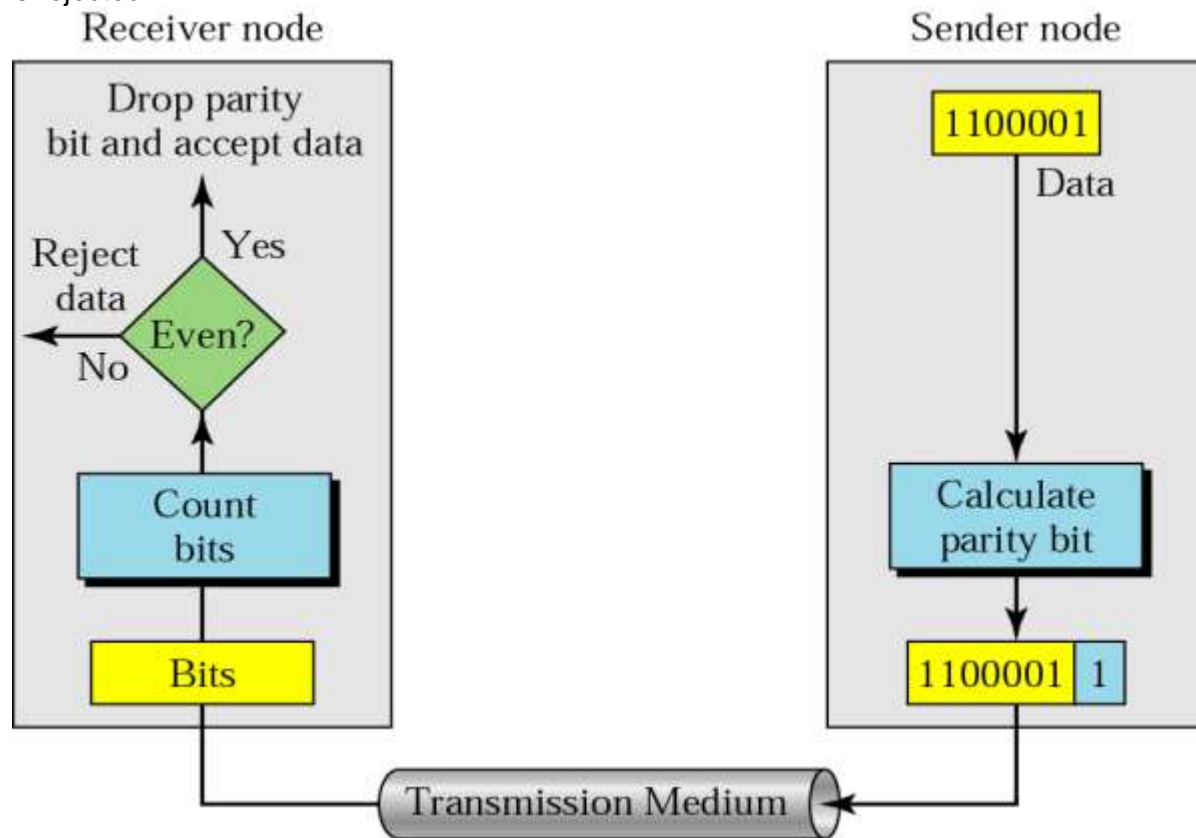 Receiver node
Drop parity
bit and accept data
Yes
Reject
data
Even?
No
Count
bits
Bits
Sender node
1100001
Data
Calculate
parity bit
1100001 1
Transmission Medium